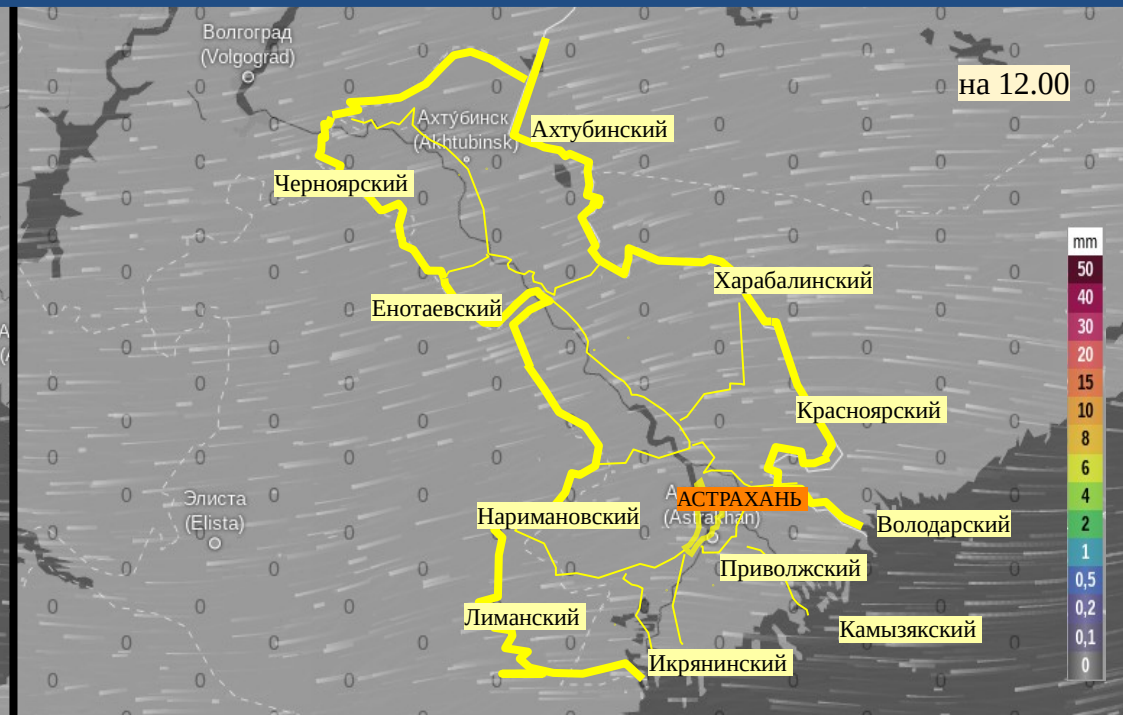 Волгоград
(Volgograd)
на 12.00
Ахту́бинск
(Akhtubinsk)
Ахтубинский
Черноярский
mm
50
40
30
20
15
10
8
6
4
2
1
0,5
0,2
0,1
0
Харабалинский
Енотаевский
Красноярский
Элиста
(Elista)
АСТРАХАНЬ
(Astrakhan)
Наримановский
Володарский
Приволжский
Лиманский
Камызякский
Икрянинский